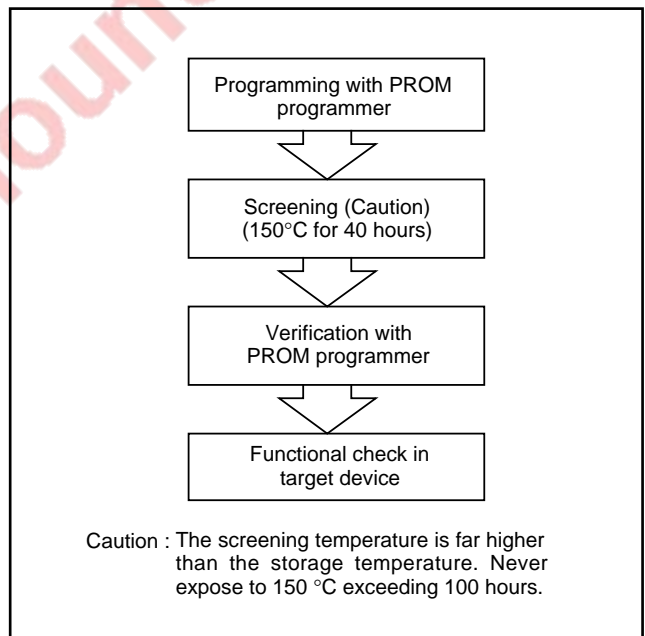 Programming with PROM
programmer
Screening (Caution)
(150°C for 40 hours)
Verification with
PROM programmer
Functional check in
target device
Caution : The screening temperature is far higher
than the storage temperature. Never
expose to 150 °C exceeding 100 hours.